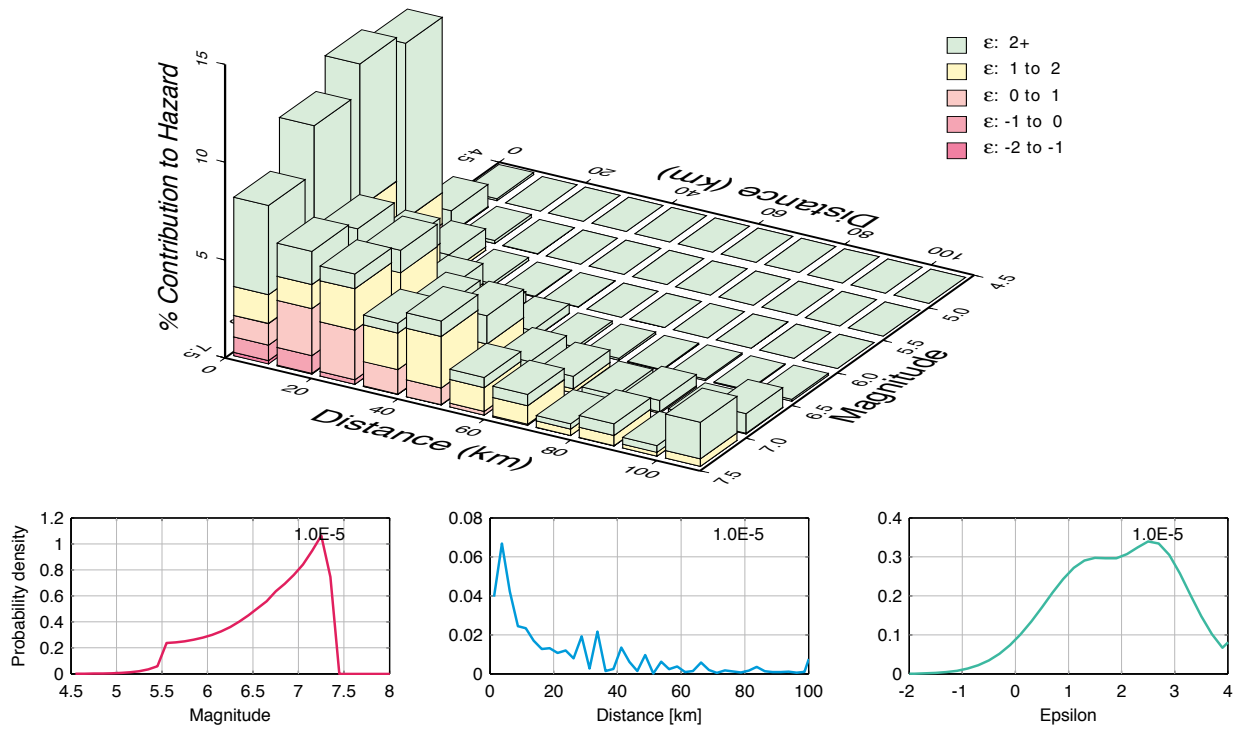 ε: 2+
ε: 1 to 2
ε: 0 to 1
ε: -1 to 0
ε: -2 to -1
% Contribution to Hazard
15
10
5
7.5
0
20
40
60
80
100
Distance (km)
4.5
0
20
40
60
80
100
Distance (km)
4.5
5.0
5.5
6.0
6.5
7.0
7.5
Magnitude
Probability density
1.2
1
0.8
0.6
0.4
0.2
0
1.0E-5
4.5 5 5.5 6 6.5 7 7.5 8
Magnitude
0.08
0.06
0.04
0.02
0
1.0E-5
0 20 40 60 80 100
Distance [km]
0.4
0.3
0.2
0.1
0
1.0E-5
-2 -1 0 1 2 3 4
Epsilon